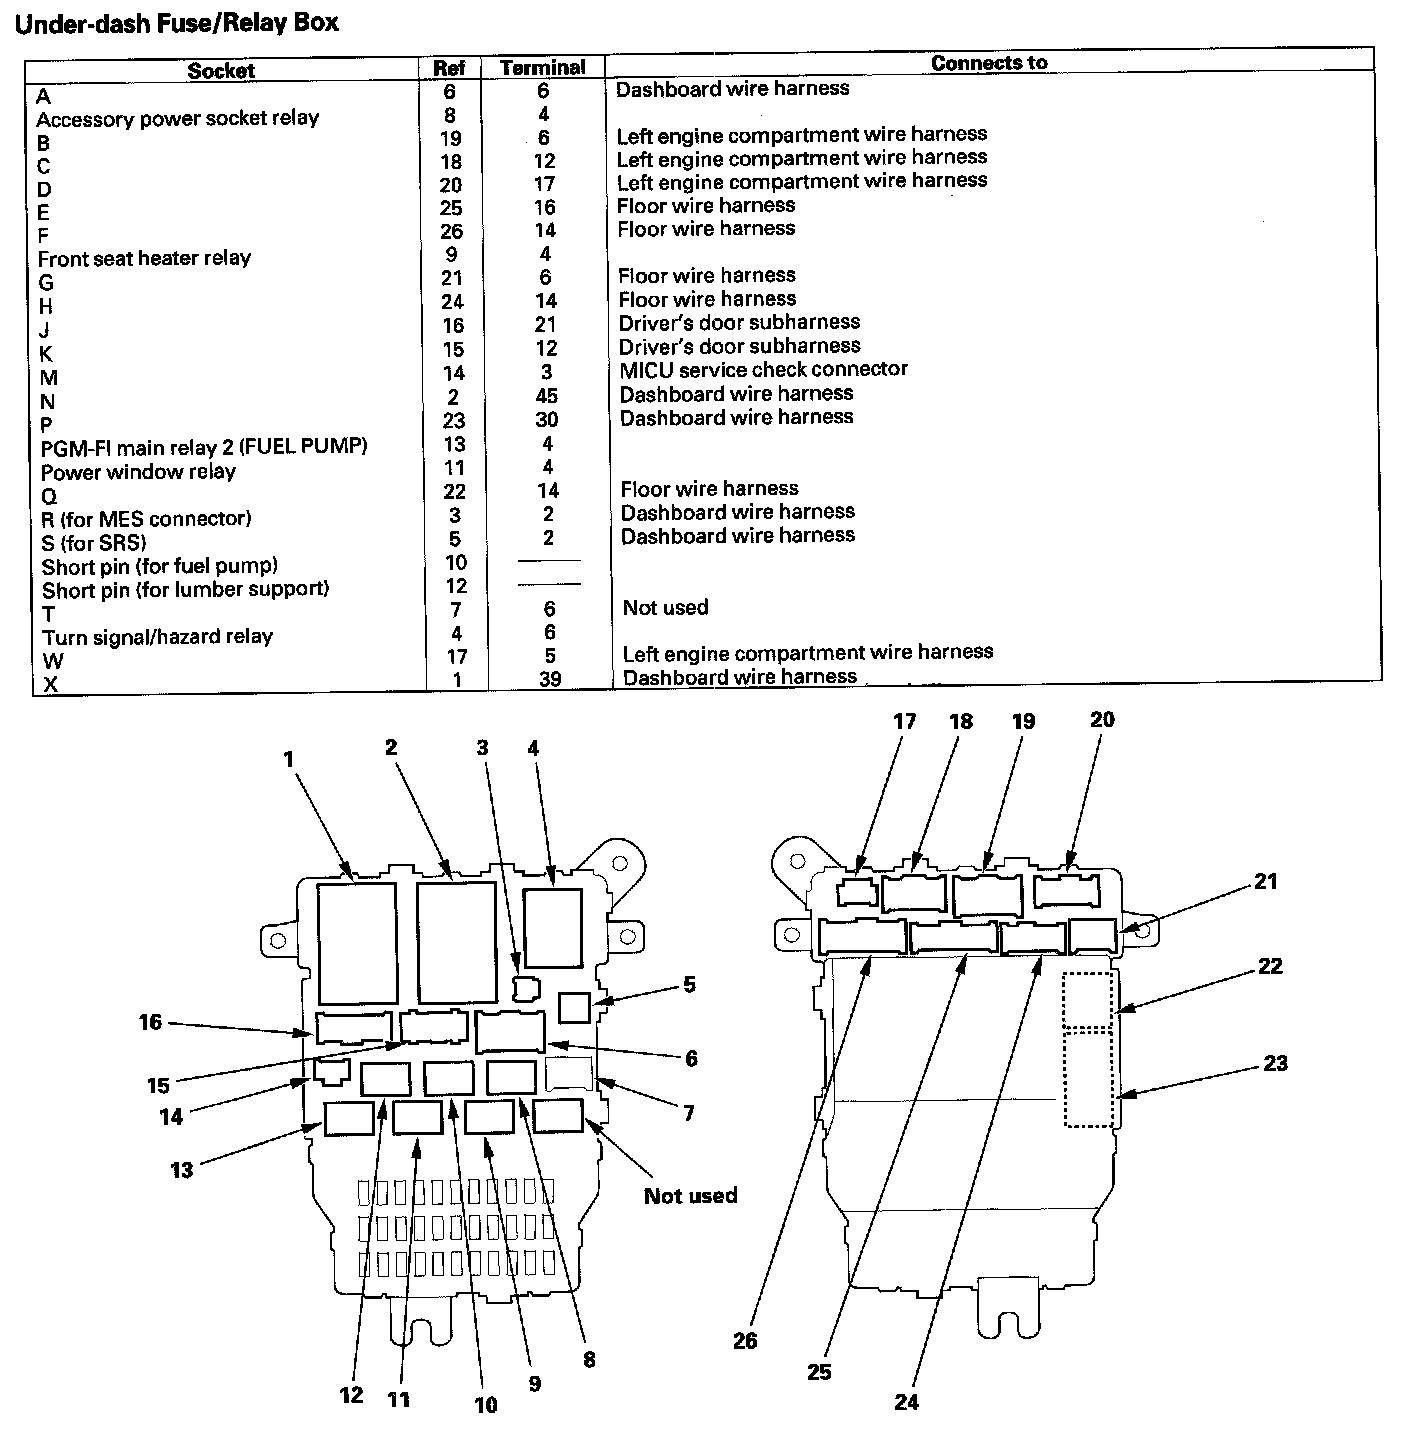 Under-dash Fuse/Relay Box
Socket Ref Terminal Connects to
A 6 6 Dashboard wire harness
Accessory power socket relay 8 4
B 19 6 Left engine compartment wire harness
C 18 12 Left engine compartment wire harness
D 20 17 Left engine compartment wire harness
E 25 16 Floor wire harness
F 26 14 Floor wire harness
Front seat heater relay 9 4
G 21 6 Floor wire harness
H 24 14 Floor wire harness
J 16 21 Driver's door subharness
K 15 12 Driver's door subharness
M 14 3 MICU service check connector
N 2 45 Dashboard wire harness
P 23 30 Dashboard wire harness
PGM-FI main relay 2 (FUEL PUMP) 13 4
Power window relay 11 4
Q 22 14 Floor wire harness
R (for MES connector) 3 2 Dashboard wire harness
S (for SRS) 5 2 Dashboard wire harness
Short pin (for fuel pump) 10 ——
Short pin (for lumber support) 12 ——
T 7 6 Not used
Turn signal/hazard relay 4 6
W 17 5 Left engine compartment wire harness
X 1 39 Dashboard wire harness
1 2 3 4
5
6
7
8
9
10
11
12
13
14
15
16
Not used
17 18 19 20
21
22
23
24
25
26